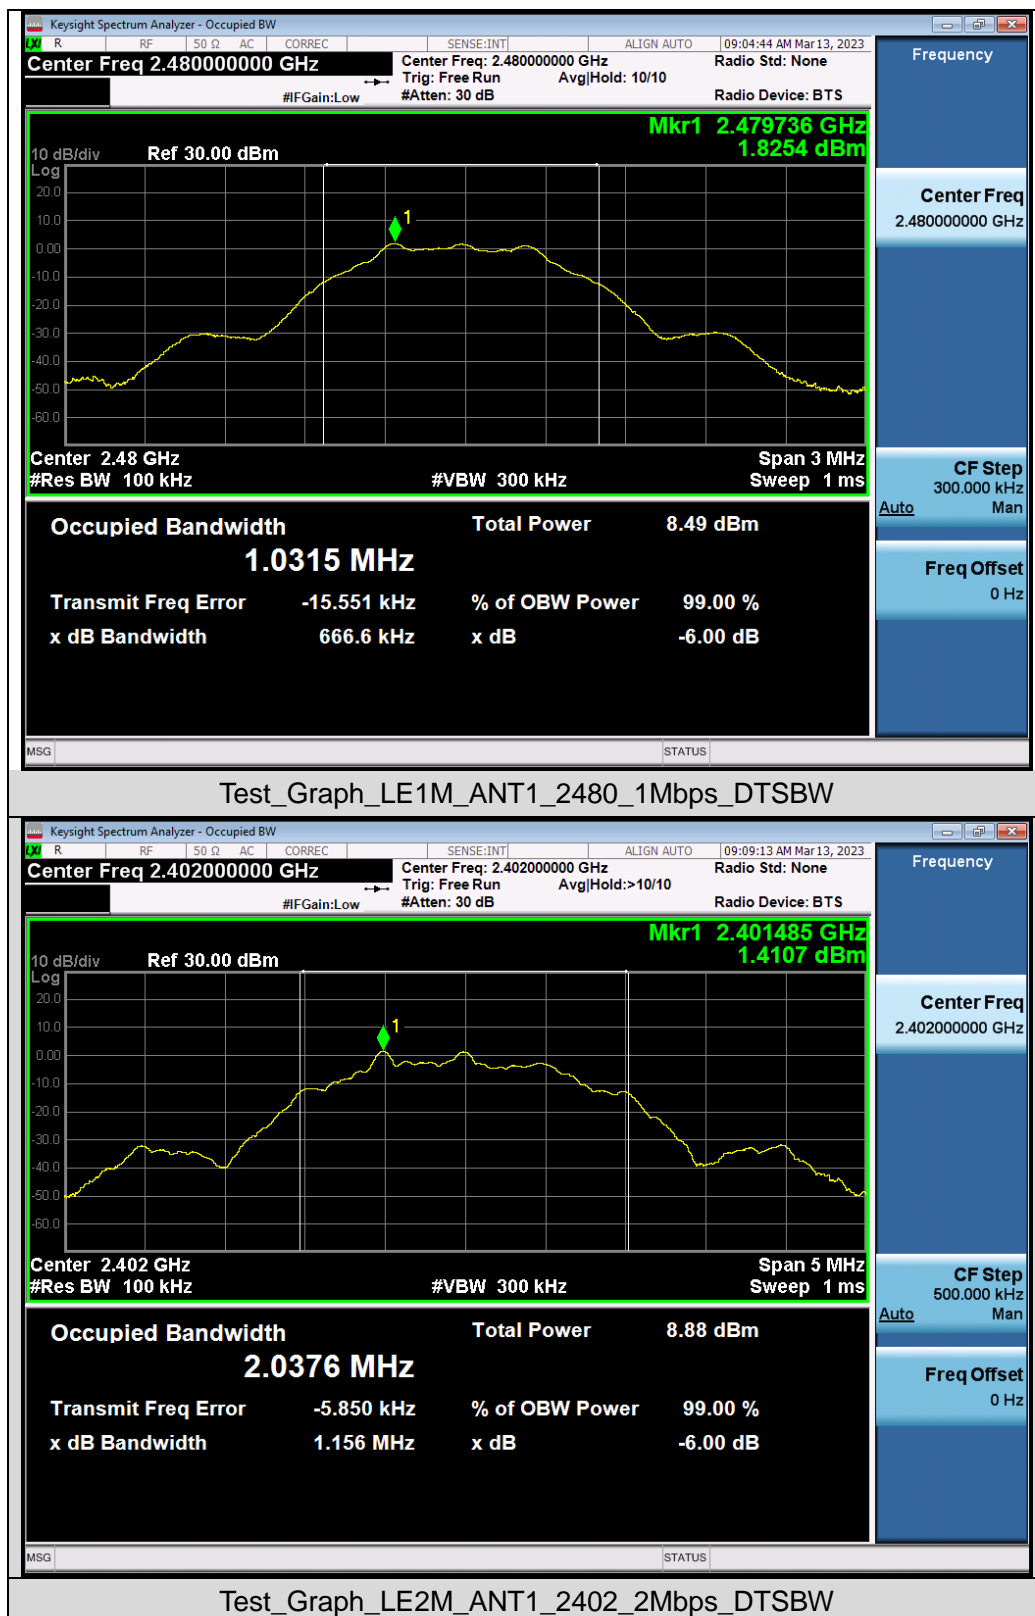 Keysight Spectrum Analyzer - Occupied BW
LXI R RF 50 Ω AC CORREC SENSE:INT ALIGN AUTO 09:04:44 AM Mar 13, 2023
Center Freq 2.480000000 GHz
Center Freq: 2.480000000 GHz Radio Std: None
Trig: Free Run Avg|Hold: 10/10
#IFGain:Low #Atten: 30 dB Radio Device: BTS
Frequency
Mkr1 2.479736 GHz
1.8254 dBm
10 dB/div Ref 30.00 dBm
Log
20.0
10.0
0.00
-10.0
-20.0
-30.0
-40.0
-50.0
-60.0
1
Center Freq
2.480000000 GHz
Center 2.48 GHz Span 3 MHz
#Res BW 100 kHz #VBW 300 kHz Sweep 1 ms
CF Step
300.000 kHz
Auto Man
Occupied Bandwidth Total Power 8.49 dBm
1.0315 MHz
Freq Offset
0 Hz
Transmit Freq Error -15.551 kHz % of OBW Power 99.00 %
x dB Bandwidth 666.6 kHz x dB -6.00 dB
MSG STATUS
Test_Graph_LE1M_ANT1_2480_1Mbps_DTSBW
Keysight Spectrum Analyzer - Occupied BW
LXI R RF 50 Ω AC CORREC SENSE:INT ALIGN AUTO 09:09:13 AM Mar 13, 2023
Center Freq 2.402000000 GHz
Center Freq: 2.402000000 GHz Radio Std: None
Trig: Free Run Avg|Hold:>10/10
#IFGain:Low #Atten: 30 dB Radio Device: BTS
Frequency
Mkr1 2.401485 GHz
1.4107 dBm
10 dB/div Ref 30.00 dBm
Log
20.0
10.0
0.00
-10.0
-20.0
-30.0
-40.0
-50.0
-60.0
1
Center Freq
2.402000000 GHz
Center 2.402 GHz Span 5 MHz
#Res BW 100 kHz #VBW 300 kHz Sweep 1 ms
CF Step
500.000 kHz
Auto Man
Occupied Bandwidth Total Power 8.88 dBm
2.0376 MHz
Freq Offset
0 Hz
Transmit Freq Error -5.850 kHz % of OBW Power 99.00 %
x dB Bandwidth 1.156 MHz x dB -6.00 dB
MSG STATUS
Test_Graph_LE2M_ANT1_2402_2Mbps_DTSBW